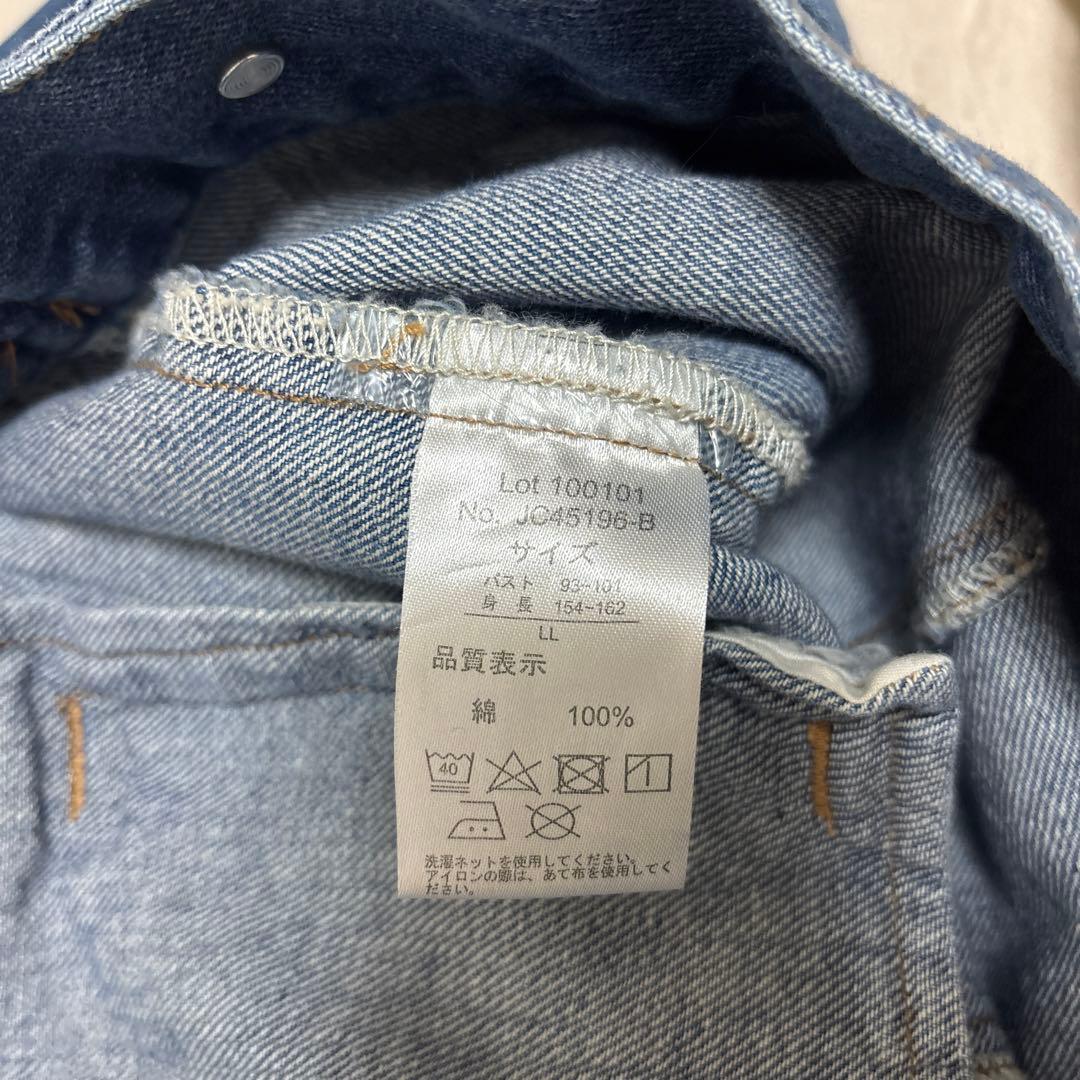 Lot 100101
No. JC45196-B
サイズ
バスト 93~101
身長 154~162
LL
品質表示
綿 100%
40
洗濯ネットを使用してください。
アイロンの際は、あて布を使用してく
ださい。